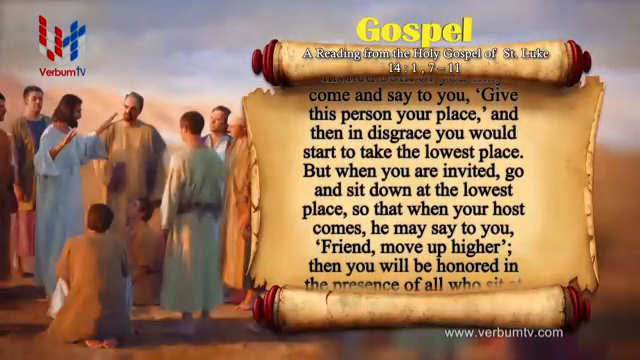 VerbumTV
Gospel
A Reading from the Holy Gospel of St. Luke
14 : 1 , 7 – 11
come and say to you, ‘Give
this person your place,’ and
then in disgrace you would
start to take the lowest place.
But when you are invited, go
and sit down at the lowest
place, so that when your host
comes, he may say to you,
‘Friend, move up higher’;
then you will be honored in
the presence of all who sit at
www.verbumtv.com